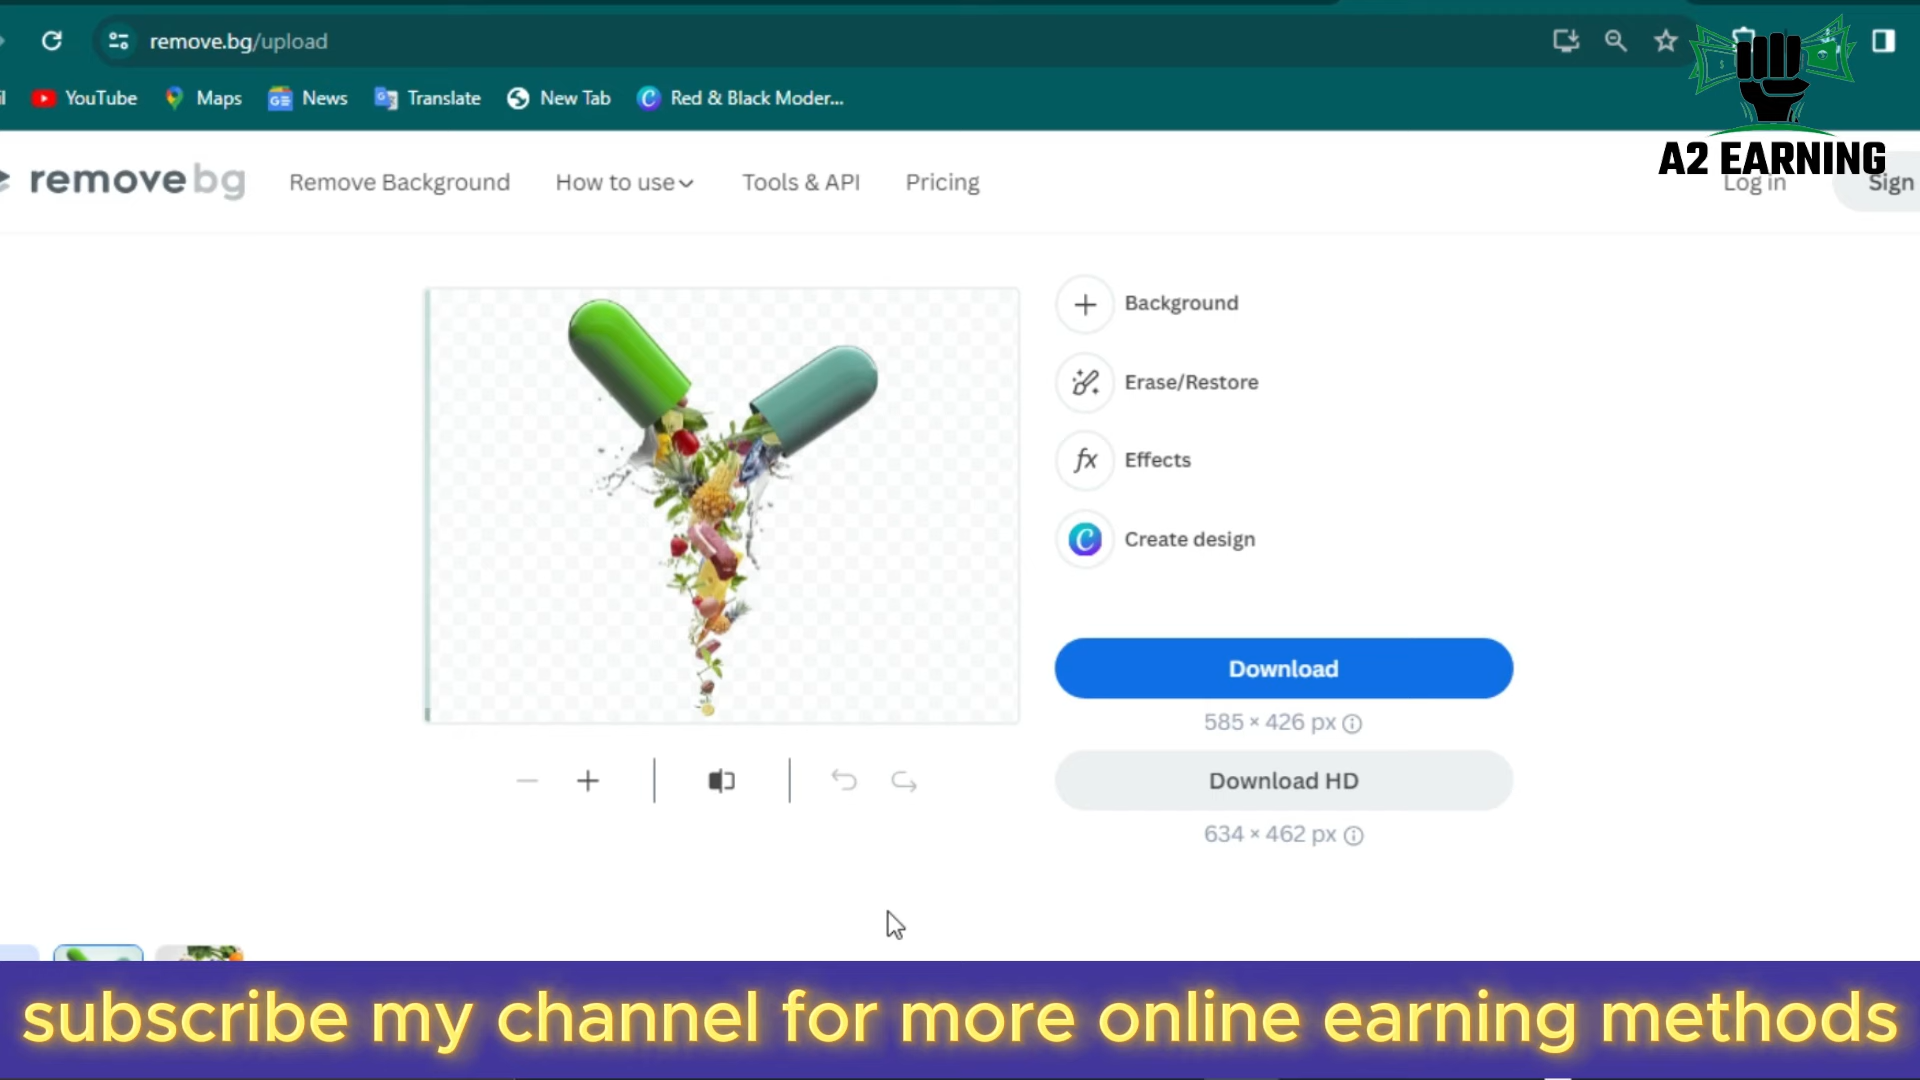 remove.bg/upload
YouTube Maps News Translate New Tab Red & Black Moder...
A2 EARNING
removebg Remove Background How to use Tools & API Pricing Log in Sign
Background
Erase/Restore
fx Effects
Create design
Download
585 × 426 px
Download HD
634 × 462 px
subscribe my channel for more online earning methods